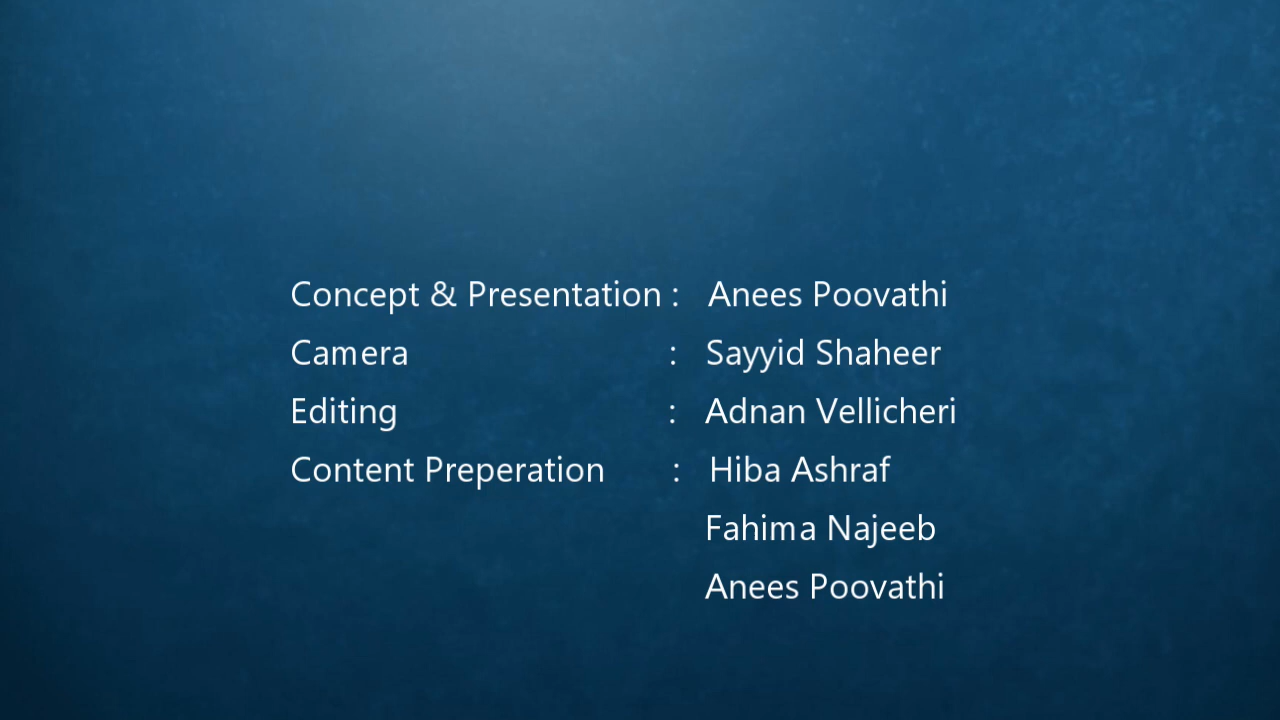 Concept & Presentation : Anees Poovathi
Camera : Sayyid Shaheer
Editing : Adnan Vellicheri
Content Preperation : Hiba Ashraf
Fahima Najeeb
Anees Poovathi